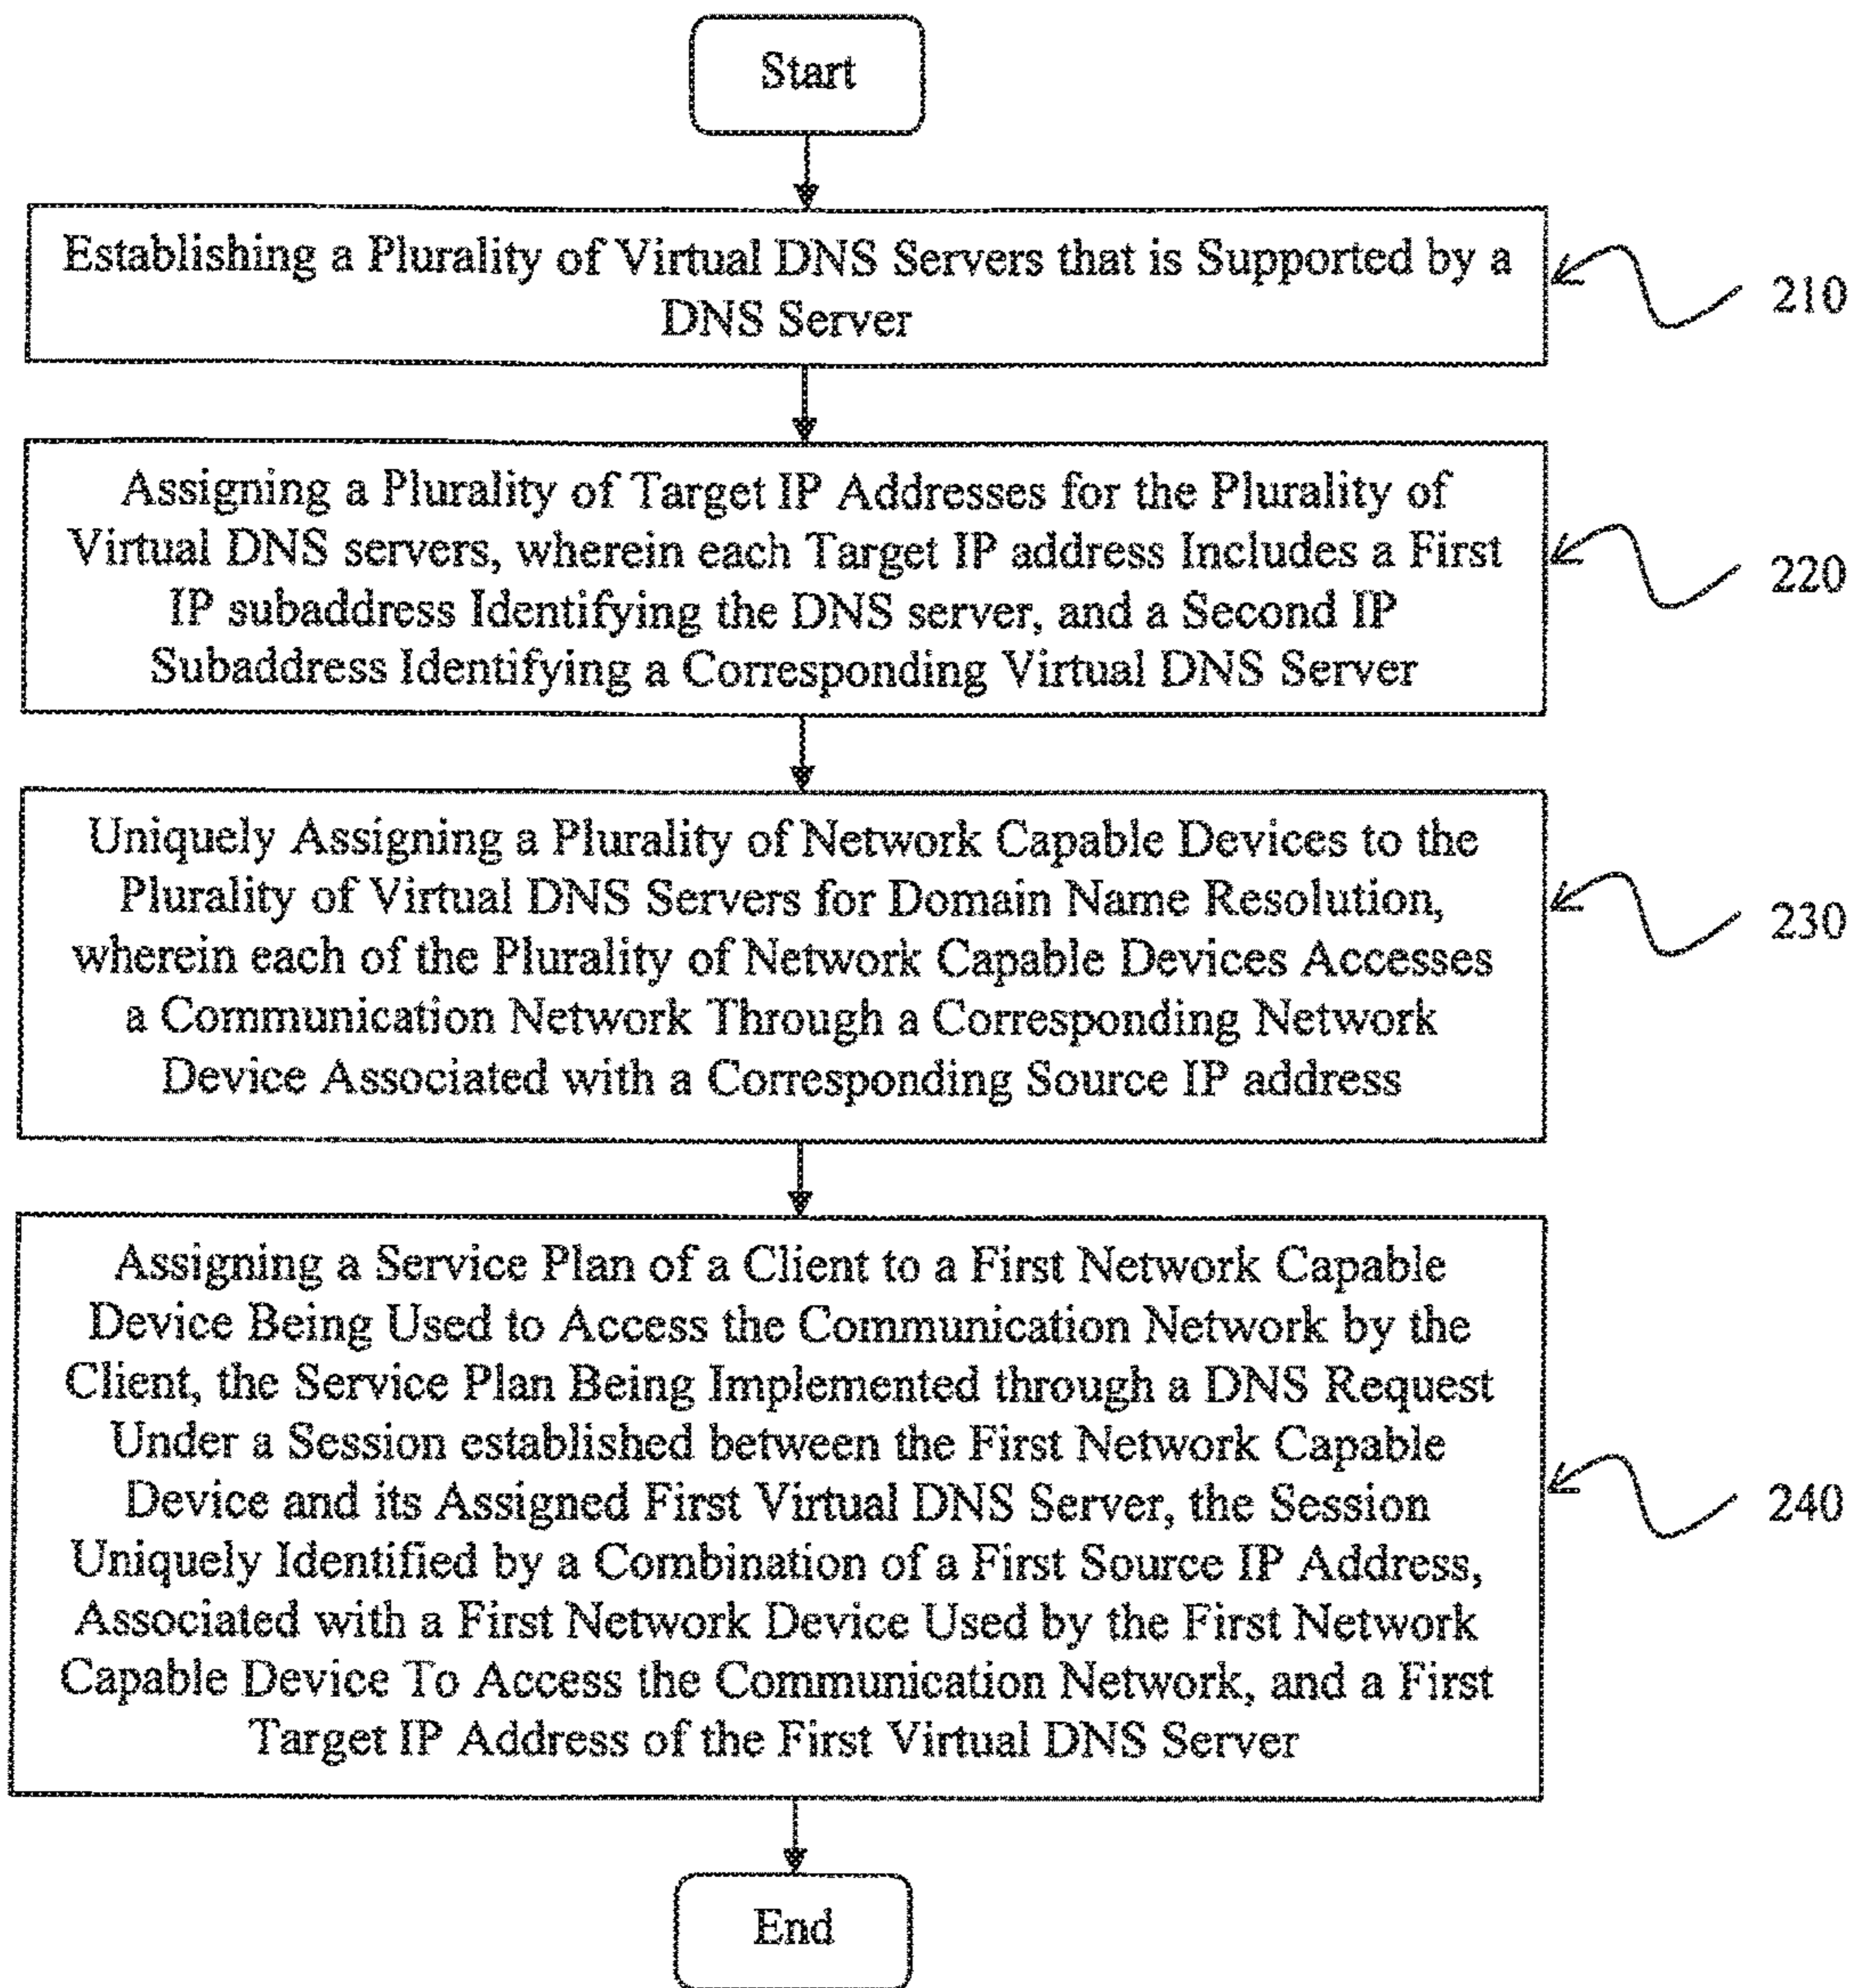 Start
Establishing a Plurality of Virtual DNS Servers that is Supported by a
DNS Server
210
Assigning a Plurality of Target IP Addresses for the Plurality of
Virtual DNS servers, wherein each Target IP address Includes a First
IP subaddress Identifying the DNS server, and a Second IP
Subaddress Identifying a Corresponding Virtual DNS Server
220
Uniquely Assigning a Plurality of Network Capable Devices to the
Plurality of Virtual DNS Servers for Domain Name Resolution,
wherein each of the Plurality of Network Capable Devices Accesses
a Communication Network Through a Corresponding Network
Device Associated with a Corresponding Source IP address
230
Assigning a Service Plan of a Client to a First Network Capable
Device Being Used to Access the Communication Network by the
Client, the Service Plan Being Implemented through a DNS Request
Under a Session established between the First Network Capable
Device and its Assigned First Virtual DNS Server, the Session
Uniquely Identified by a Combination of a First Source IP Address,
Associated with a First Network Device Used by the First Network
Capable Device To Access the Communication Network, and a First
Target IP Address of the First Virtual DNS Server
240
End